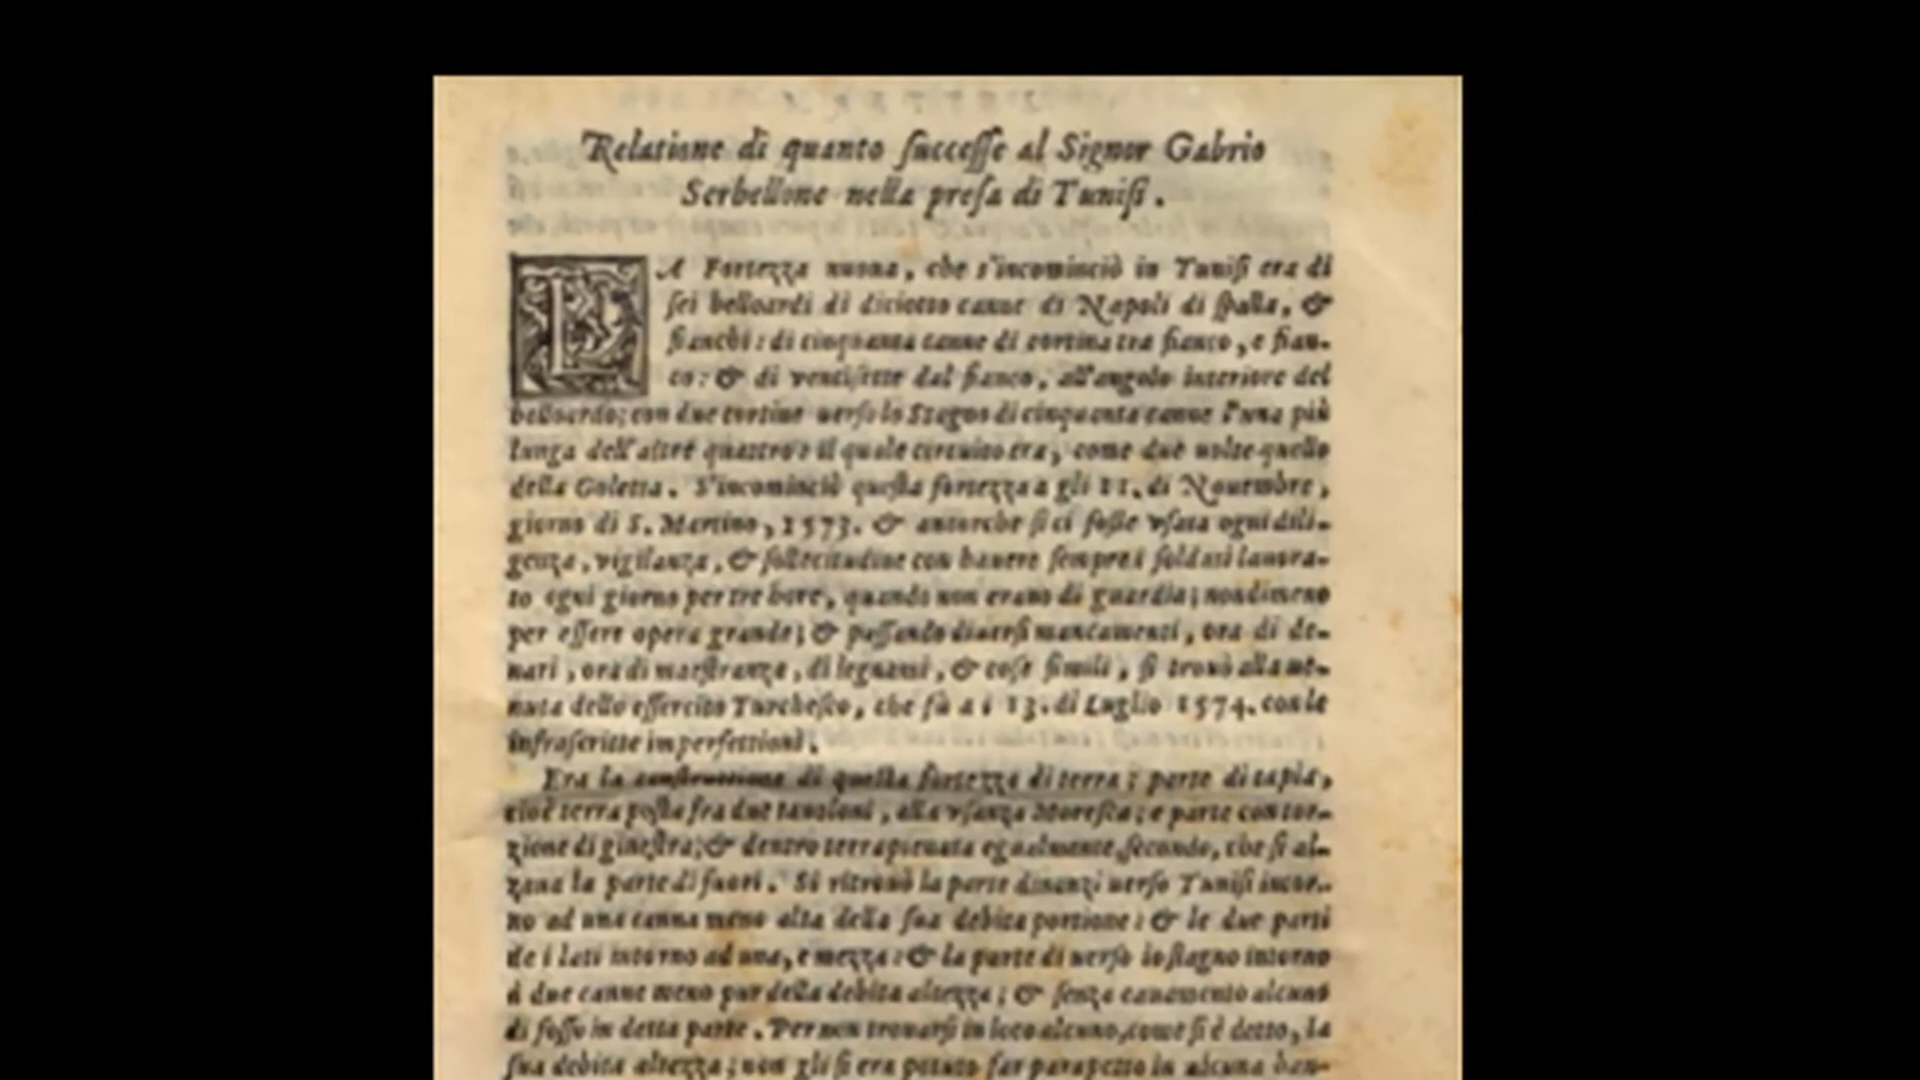 Relatione di quanto ſucceſſe al Signor Gabrio
Serbellone nella preſa di Tuniſi.
LA Fortezza nuoua, che s'incominciò in Tuniſi era di
ſei belloardi di diciotto canne di Napoli di ſpalla, &
fianchi: di cinquanta canne di cortina tra fianco, e fian-
co: & di ventiſette dal fianco, all'angolo interiore del
belloardo; con due cortine uerſo lo Stagno di cinquanta canne l'una più
lunga dell'altre quattro: il quale circuito era, come due uolte quello
della Goletta. S'incominciò queſta fortezza a gli 11. di Nouembre,
giorno di S. Martino, 1573. & ancorche ſi ci foſſe vſata ogni dili-
genza, vigilanza, & ſollecitudine con hauere ſempre i ſoldati lauora-
to ogni giorno per tre hore, quando non erano di guardia; nondimeno
per eſſere opera grande; & paſſando diuerſi mancamenti, ora di de-
nari, ora di maeſtranza, di legnami, & coſe ſimili, ſi trouò alla ue-
nuta dello eſſercito Turcheſco, che fù a i 13. di Luglio 1574. con le
infraſcritte imperfettioni.
Era la conſtruttione di queſta fortezza di terra; parte di tapia,
cioè terra poſta fra due tauoloni, alla vſanza Moreſca; e parte con tor-
zione di gineſtra; & dentro terrapienata egualmente, ſecondo, che ſi al-
zaua la parte di fuori. Si ritrouò la parte dinanzi uerſo Tuniſi intor-
no ad una canna meno alta della ſua debita portione: & le due parti
de i lati intorno ad una, e mezza: & la parte di uerſo lo ſtagno intorno
à due canne meno pur della debita altezza; & ſenza cauamento alcuno
di foſſo in detta parte. Per non trouarſi in loco alcuno, come ſi è detto, la
ſua debita altezza; non gli ſi era potuto far parapetto in alcuna ban-